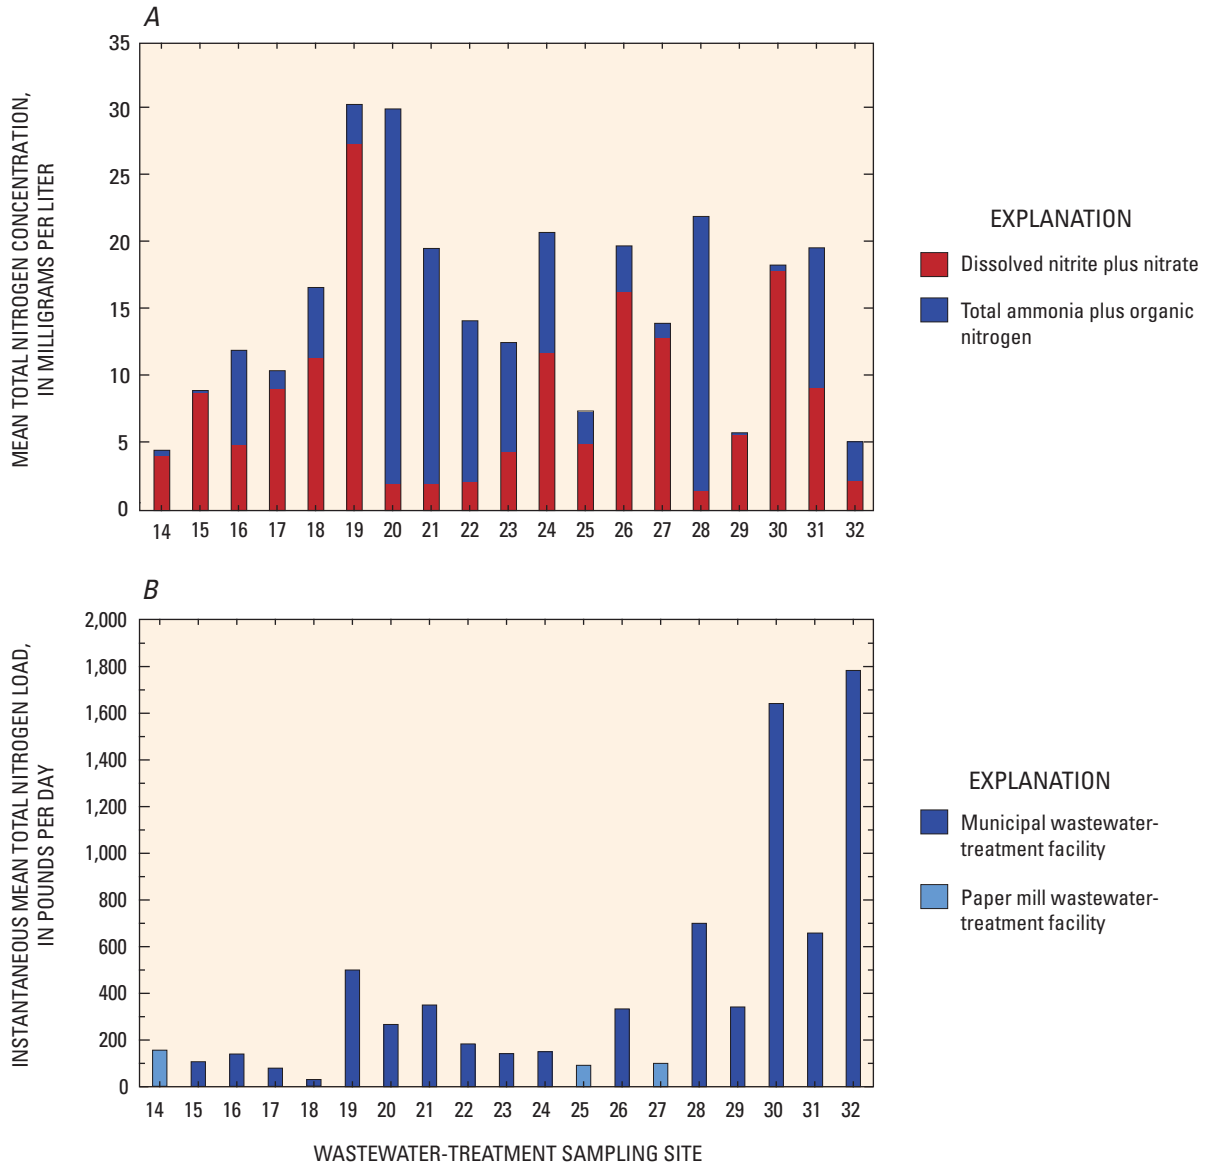 A
MEAN TOTAL NITROGEN CONCENTRATION,
IN MILLIGRAMS PER LITER
35
30
25
20
15
10
5
0
14 15 16 17 18 19 20 21 22 23 24 25 26 27 28 29 30 31 32
EXPLANATION
Dissolved nitrite plus nitrate
Total ammonia plus organic
nitrogen
B
INSTANTANEOUS MEAN TOTAL NITROGEN LOAD,
IN POUNDS PER DAY
2,000
1,800
1,600
1,400
1,200
1,000
800
600
400
200
0
14 15 16 17 18 19 20 21 22 23 24 25 26 27 28 29 30 31 32
WASTEWATER-TREATMENT SAMPLING SITE
EXPLANATION
Municipal wastewater-
treatment facility
Paper mill wastewater-
treatment facility